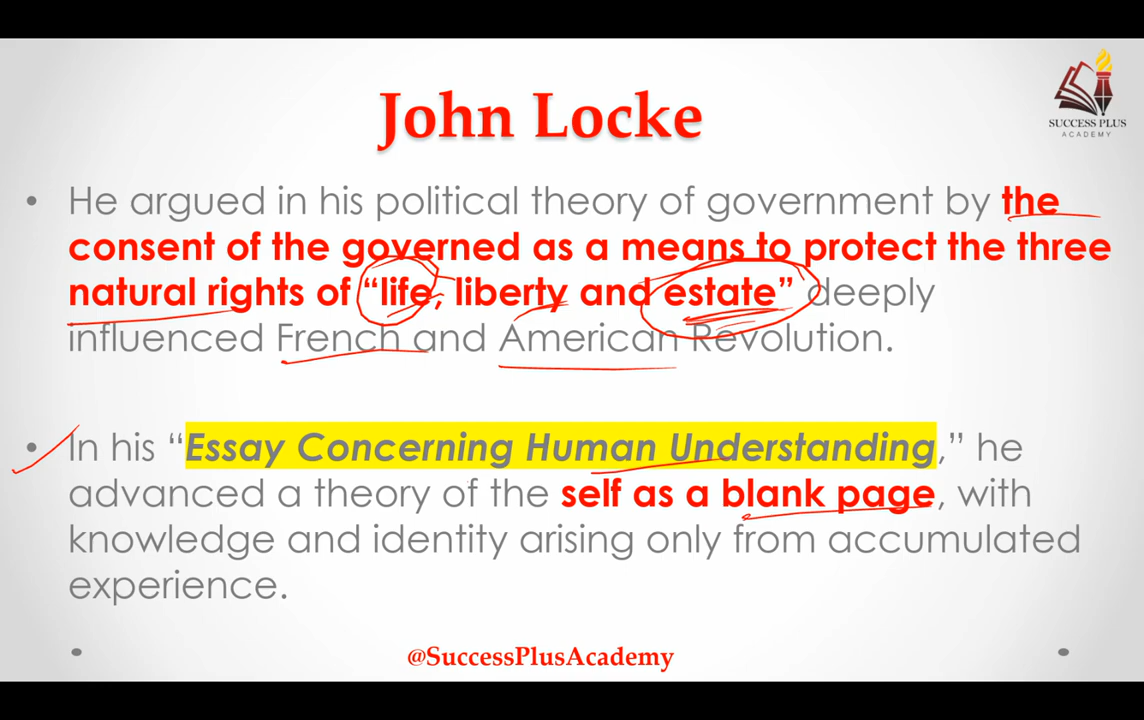 John Locke
SUCCESS PLUS
ACADEMY
• He argued in his political theory of government by the
consent of the governed as a means to protect the three
natural rights of “life, liberty and estate” deeply
influenced French and American Revolution.
• In his “Essay Concerning Human Understanding,” he
advanced a theory of the self as a blank page, with
knowledge and identity arising only from accumulated
experience.
@SuccessPlusAcademy